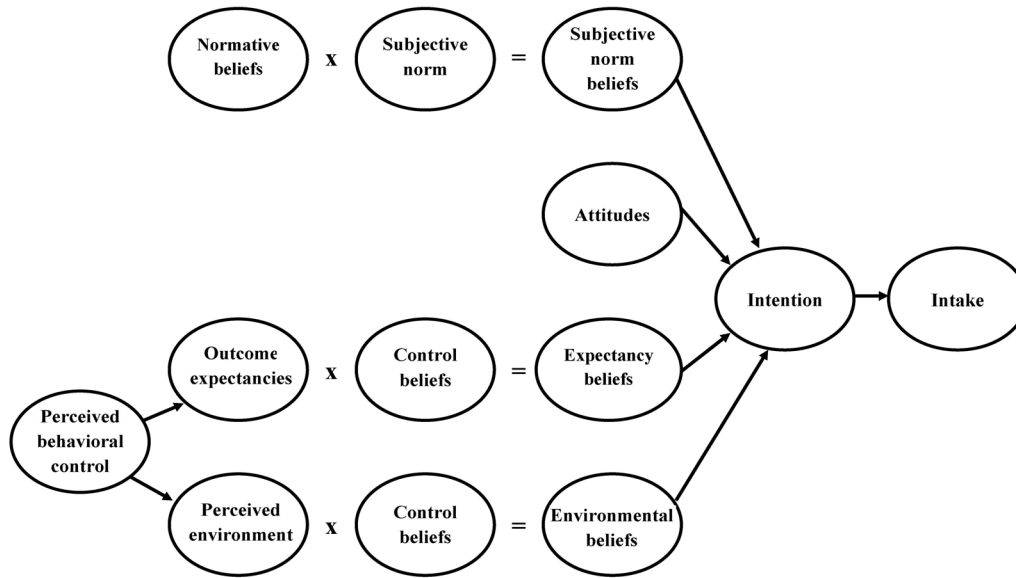 Normative
beliefs
x
Subjective
norm
=
Subjective
norm
beliefs
Attitudes
Intention
Intake
Outcome
expectancies
x
Control
beliefs
=
Expectancy
beliefs
Perceived
behavioral
control
Perceived
environment
x
Control
beliefs
=
Environmental
beliefs